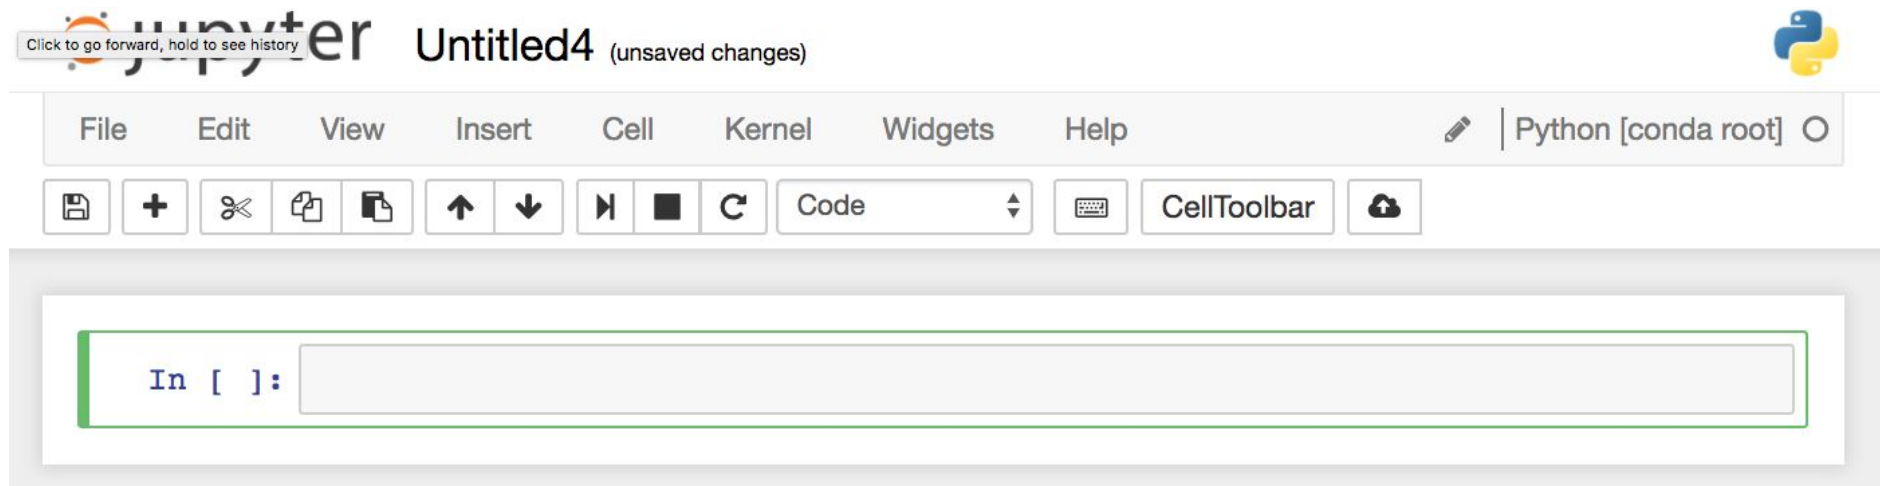 jupyter Untitled4 (unsaved changes)
Click to go forward, hold to see history
File Edit View Insert Cell Kernel Widgets Help Python [conda root]
Code CellToolbar
In [ ]: